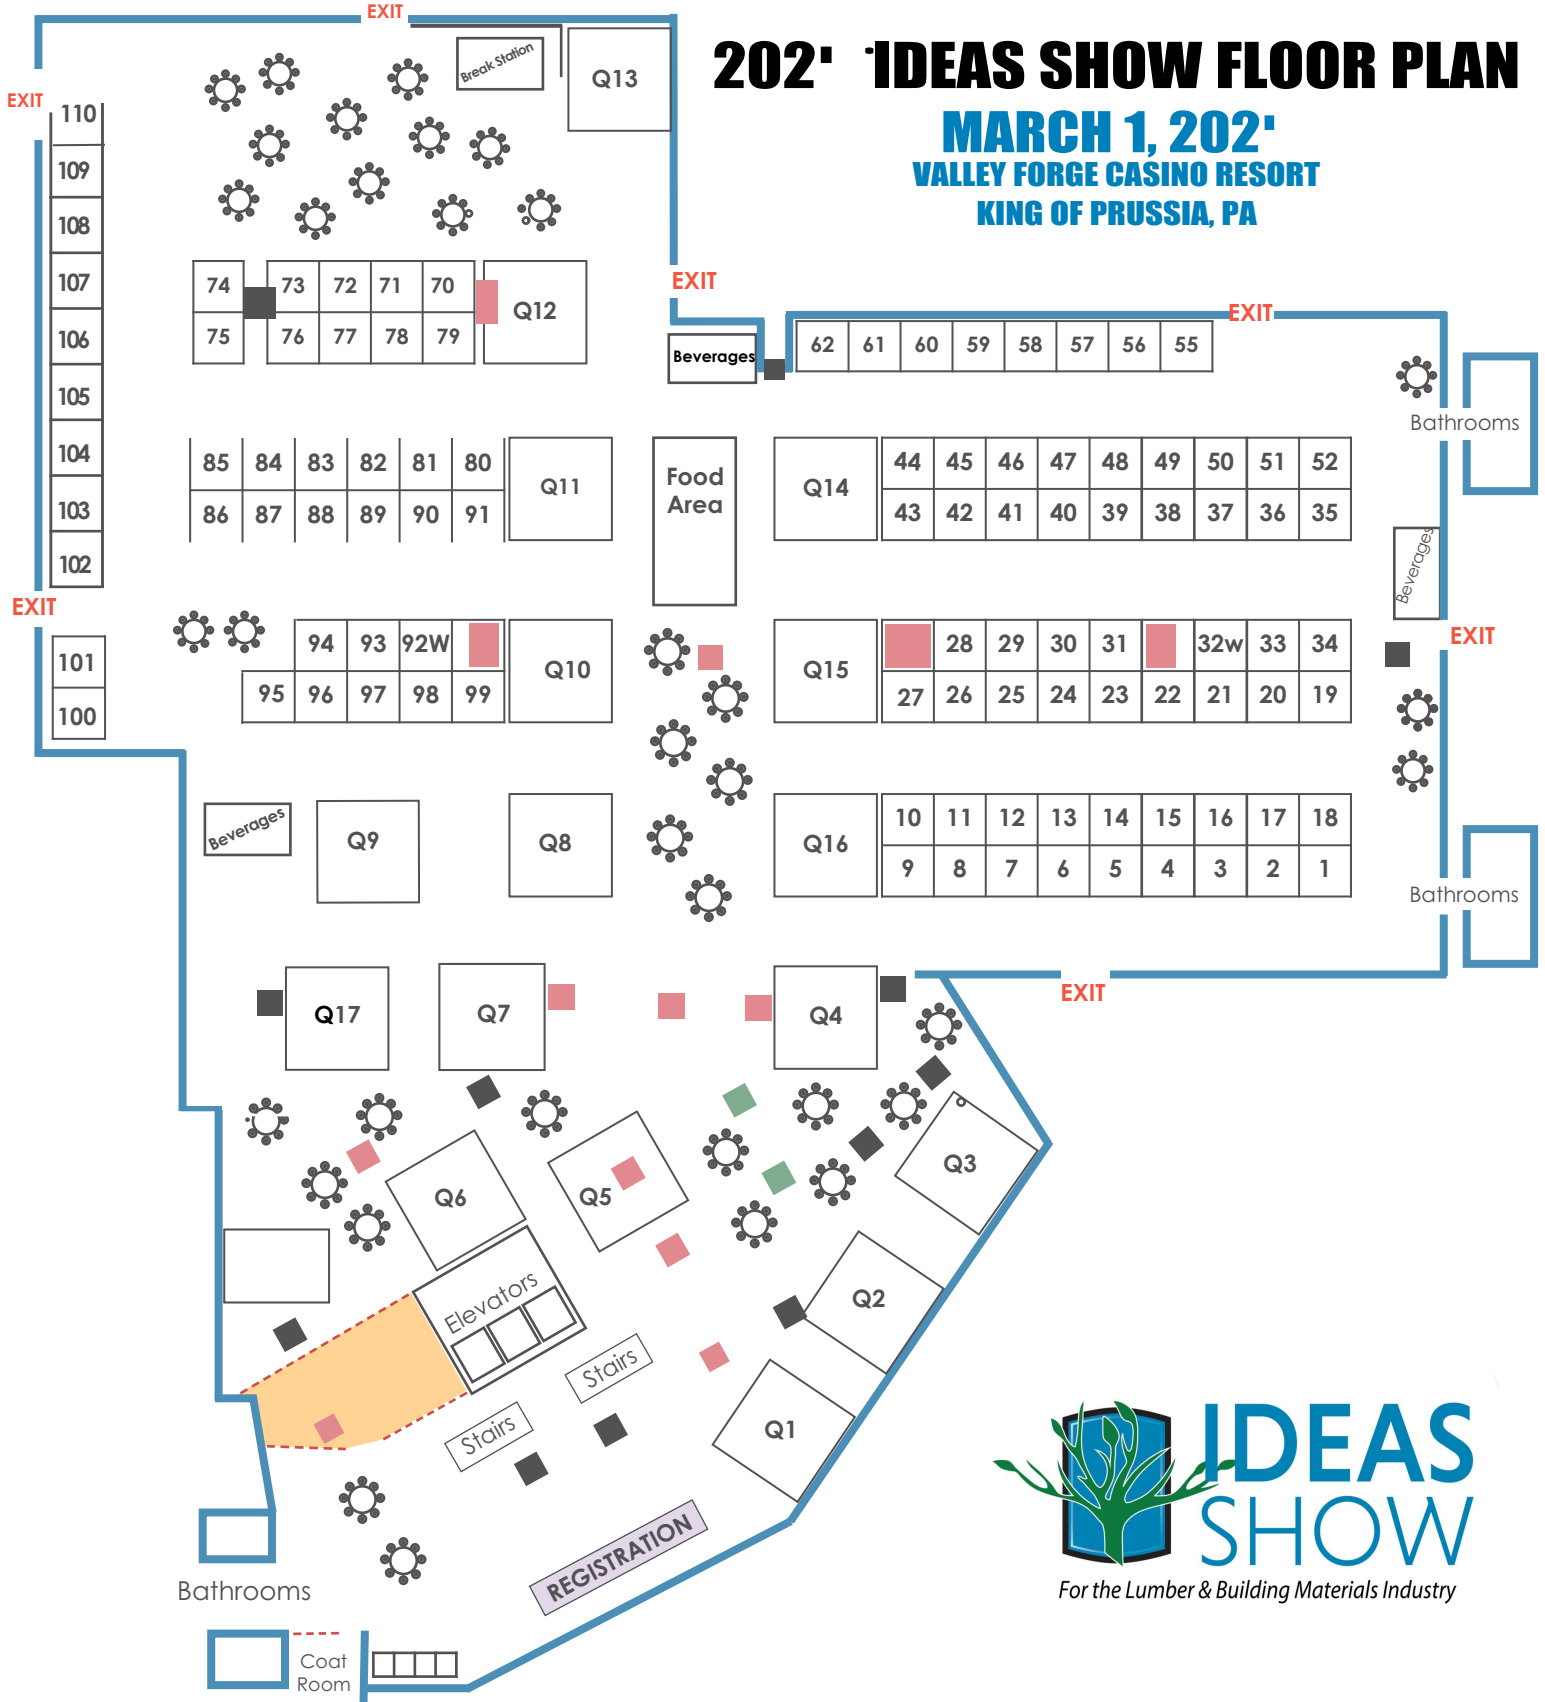 EXIT
202' IDEAS SHOW FLOOR PLAN
MARCH 1, 202'
VALLEY FORGE CASINO RESORT
KING OF PRUSSIA, PA
Break Station
Q13
EXIT
110
109
108
107
106
105
104
103
102
EXIT
101
100
74 73 72 71 70
75 76 77 78 79
Q12
EXIT
Beverages
62 61 60 59 58 57 56 55
EXIT
Bathrooms
85 84 83 82 81 80
86 87 88 89 90 91
Q11
Food
Area
Q14
44 45 46 47 48 49 50 51 52
43 42 41 40 39 38 37 36 35
Beverages
EXIT
94 93 92W
95 96 97 98 99
Q10
Q15
28 29 30 31 32w 33 34
27 26 25 24 23 22 21 20 19
Beverages
Q9
Q8
Q16
10 11 12 13 14 15 16 17 18
9 8 7 6 5 4 3 2 1
Bathrooms
EXIT
Q17
Q7
Q4
Q3
Q6
Q5
Q2
Elevators
Stairs
Stairs
Q1
REGISTRATION
Bathrooms
Coat
Room
IDEAS
SHOW
For the Lumber & Building Materials Industry